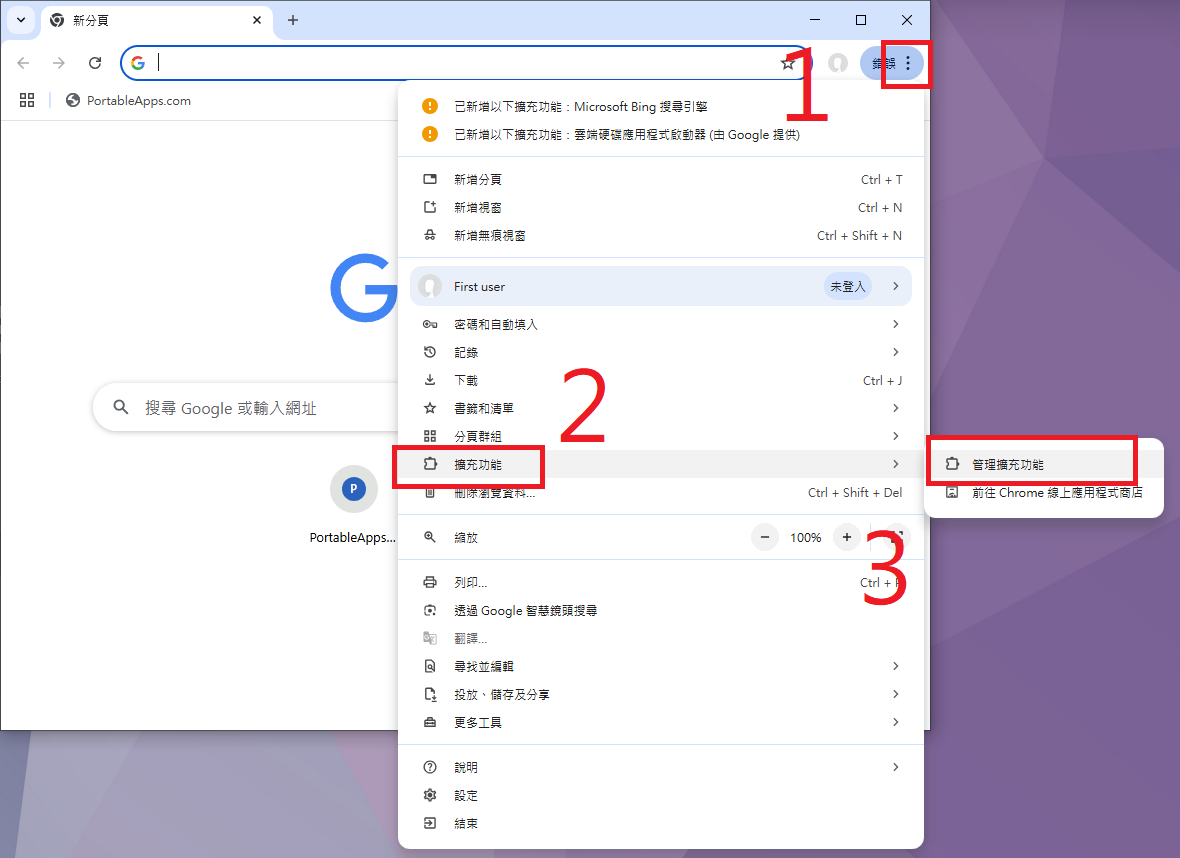 新分頁
錯誤
PortableApps.com
1
已新增以下擴充功能：Microsoft Bing 搜尋引擎
已新增以下擴充功能：雲端硬碟應用程式啟動器 (由 Google 提供)
新增分頁 Ctrl + T
新增視窗 Ctrl + N
新增無痕視窗 Ctrl + Shift + N
G
First user 未登入
密碼和自動填入
記錄
下載 Ctrl + J
2
書籤和清單
搜尋 Google 或輸入網址
分頁群組
擴充功能
管理擴充功能
刪除瀏覽資料... Ctrl + Shift + Del
前往 Chrome 線上應用程式商店
P
PortableApps...
縮放 100%
3
列印... Ctrl + P
透過 Google 智慧鏡頭搜尋
翻譯...
尋找並編輯
投放、儲存及分享
更多工具
說明
設定
結束